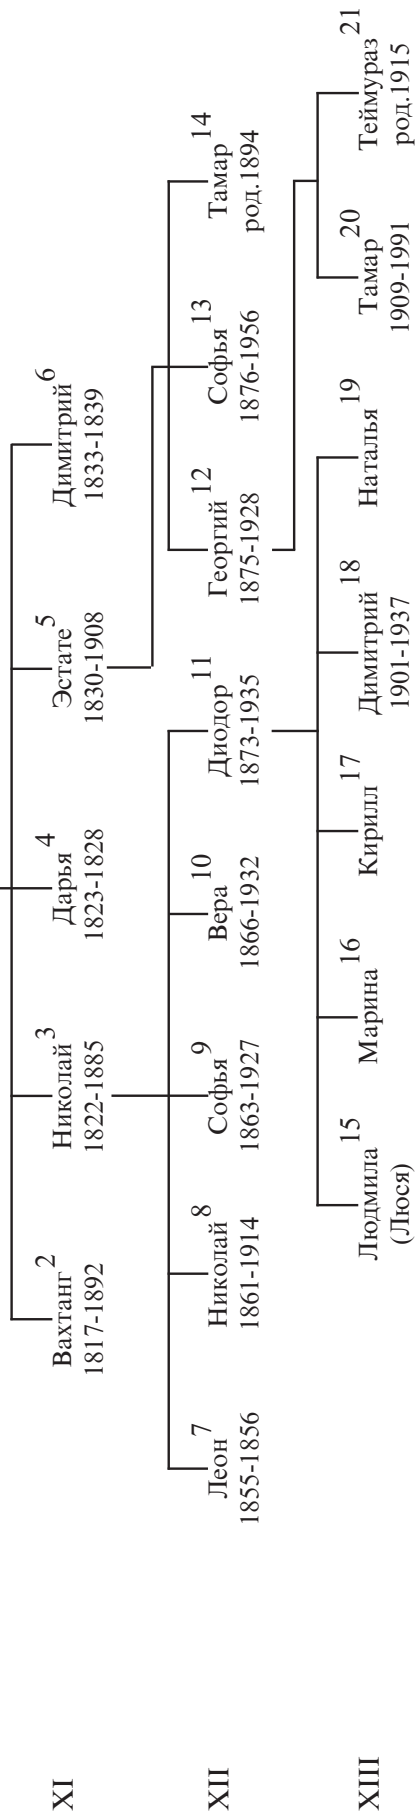 XI
Вахтанг 2
1817-1892
Николай 3
1822-1885
Дарья 4
1823-1828
Эстате 5
1830-1908
Димитрий 6
1833-1839
XII
Леон 7
1855-1856
Николай 8
1861-1914
Софья 9
1863-1927
Вера 10
1866-1932
Диодор 11
1873-1935
Георгий 12
1875-1928
Софья 13
1876-1956
Тамар 14
род.1894
XIII
Людмила 15
(Люся)
Марина 16
Кирилл 17
Димитрий 18
1901-1937
Наталья 19
Тамар 20
1909-1991
Теймураз 21
род.1915